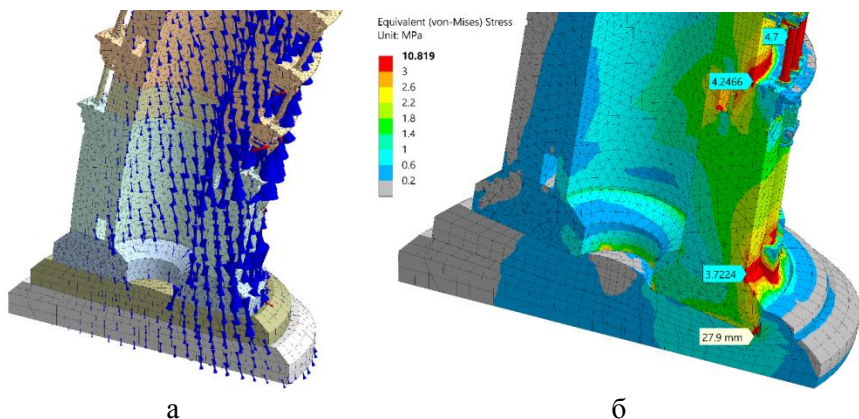 Equivalent (von-Mises) Stress
Unit: MPa
10.819
3
2.6
2.2
1.8
1.4
1
0.6
0.2
4.7
4.2466
3.7224
27.9 mm
а
б